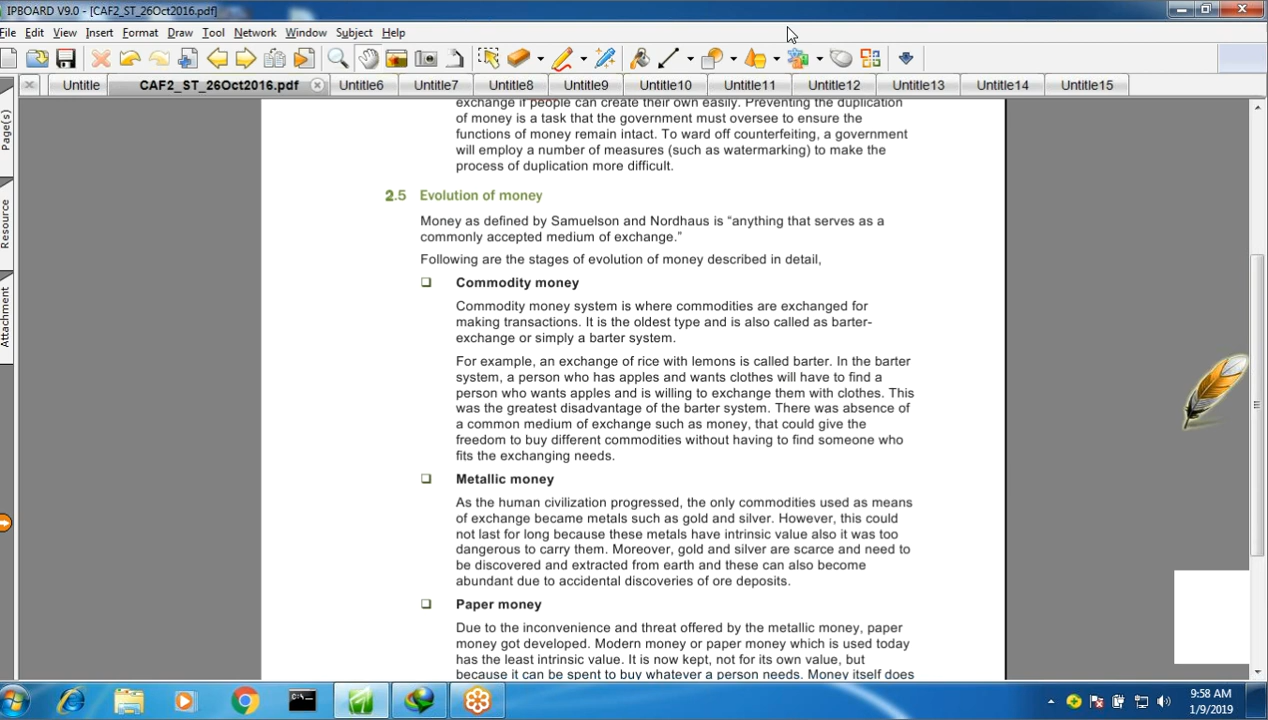 IPBOARD V9.0 - [CAF2_ST_26Oct2016.pdf]
File Edit View Insert Format Draw Tool Network Window Subject Help
Untitle CAF2_ST_26Oct2016.pdf Untitle6 Untitle7 Untitle8 Untitle9 Untitle10 Untitle11 Untitle12 Untitle13 Untitle14 Untitle15
Page(s)
Resource
Attachment
exchange if people can create their own easily. Preventing the duplication
of money is a task that the government must oversee to ensure the
functions of money remain intact. To ward off counterfeiting, a government
will employ a number of measures (such as watermarking) to make the
process of duplication more difficult.
2.5 Evolution of money
Money as defined by Samuelson and Nordhaus is “anything that serves as a
commonly accepted medium of exchange.”
Following are the stages of evolution of money described in detail,
Commodity money
Commodity money system is where commodities are exchanged for
making transactions. It is the oldest type and is also called as barter-
exchange or simply a barter system.
For example, an exchange of rice with lemons is called barter. In the barter
system, a person who has apples and wants clothes will have to find a
person who wants apples and is willing to exchange them with clothes. This
was the greatest disadvantage of the barter system. There was absence of
a common medium of exchange such as money, that could give the
freedom to buy different commodities without having to find someone who
fits the exchanging needs.
Metallic money
As the human civilization progressed, the only commodities used as means
of exchange became metals such as gold and silver. However, this could
not last for long because these metals have intrinsic value also it was too
dangerous to carry them. Moreover, gold and silver are scarce and need to
be discovered and extracted from earth and these can also become
abundant due to accidental discoveries of ore deposits.
Paper money
Due to the inconvenience and threat offered by the metallic money, paper
money got developed. Modern money or paper money which is used today
has the least intrinsic value. It is now kept, not for its own value, but
because it can be spent to buy whatever a person needs. Money itself does
9:58 AM
1/9/2019